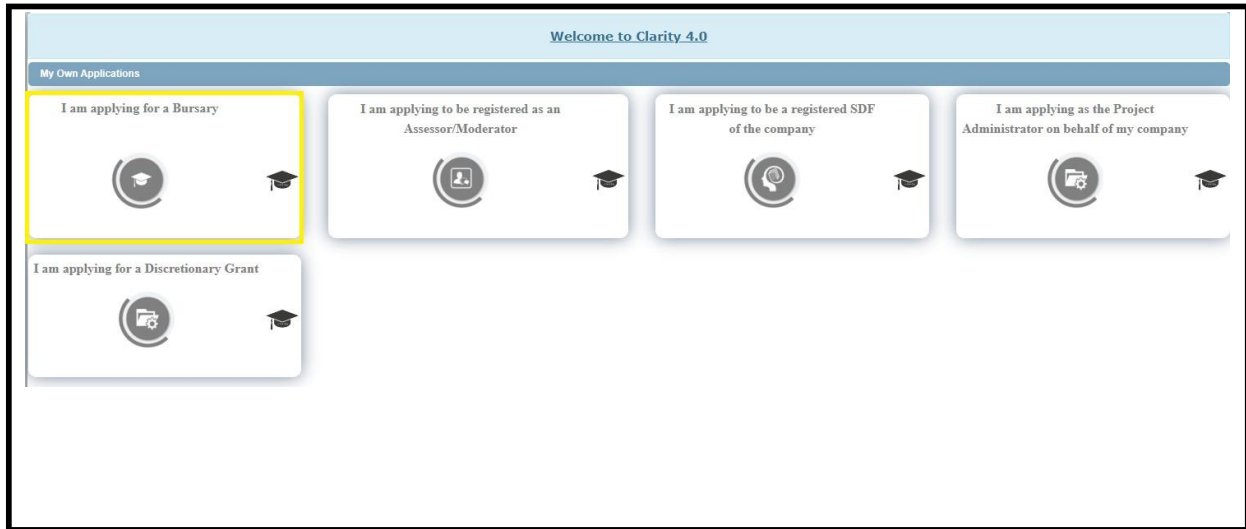 Welcome to Clarity 4.0
My Own Applications
I am applying for a Bursary
I am applying to be registered as an
Assessor/Moderator
I am applying to be a registered SDF
of the company
I am applying as the Project
Administrator on behalf of my company
I am applying for a Discretionary Grant